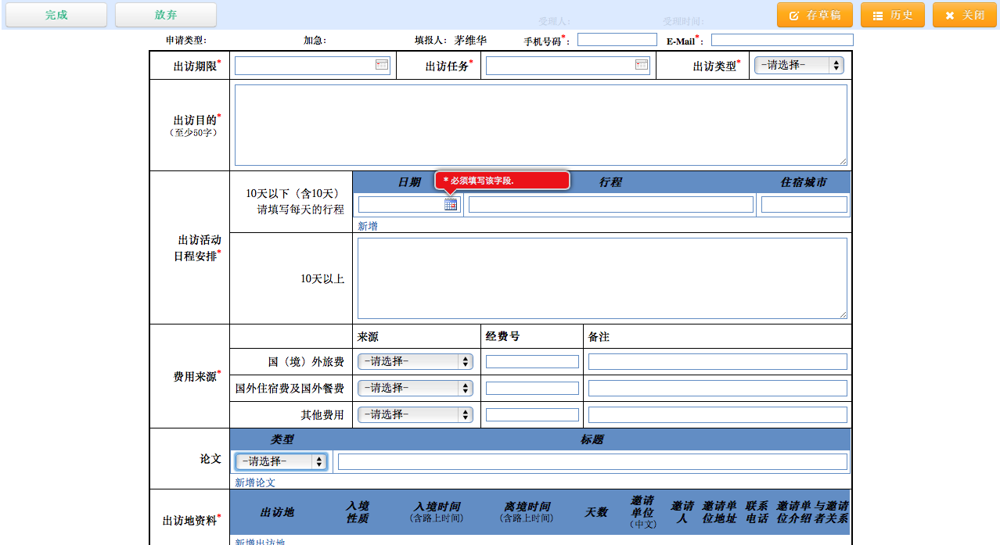 完成 放弃 受理人: 受理时间: 存草稿 历史 关闭
申请类型: 加急: 填报人: 茅维华 手机号码*: E-Mail*:
出访期限* 出访任务* 出访类型* -请选择-
出访目的*
（至少50字）
* 必须填写该字段.
日期 行程 住宿城市
10天以下（含10天）
请填写每天的行程
新增
出访活动
日程安排*
10天以上
来源 经费号 备注
费用来源*
国（境）外旅费 -请选择-
国外住宿费及国外餐费 -请选择-
其他费用 -请选择-
类型 标题
论文 -请选择-
新增论文
出访地资料*
出访地
入境
性质
入境时间
(含路上时间)
离境时间
(含路上时间)
天数
邀请
单位
(中文)
邀请
人
邀请单
位地址
联系
电话
邀请单
位介绍
与邀请
者关系
新增出访地